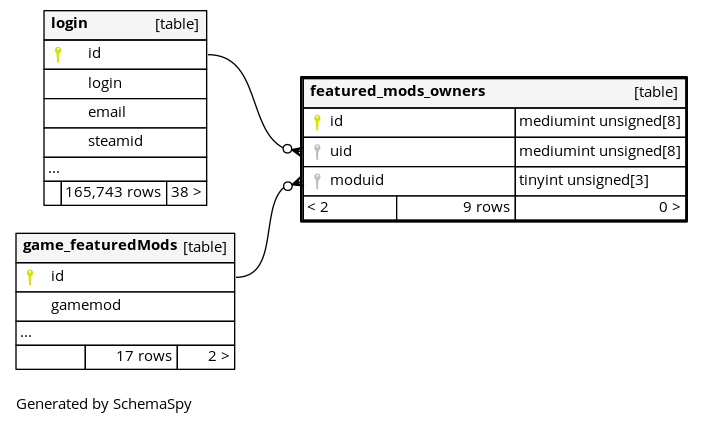 login [table]
id
login
email
steamid
...
165,743 rows 38 >
featured_mods_owners [table]
id mediumint unsigned[8]
uid mediumint unsigned[8]
moduid tinyint unsigned[3]
< 2 9 rows 0 >
game_featuredMods [table]
id
gamemod
...
17 rows 2 >
Generated by SchemaSpy